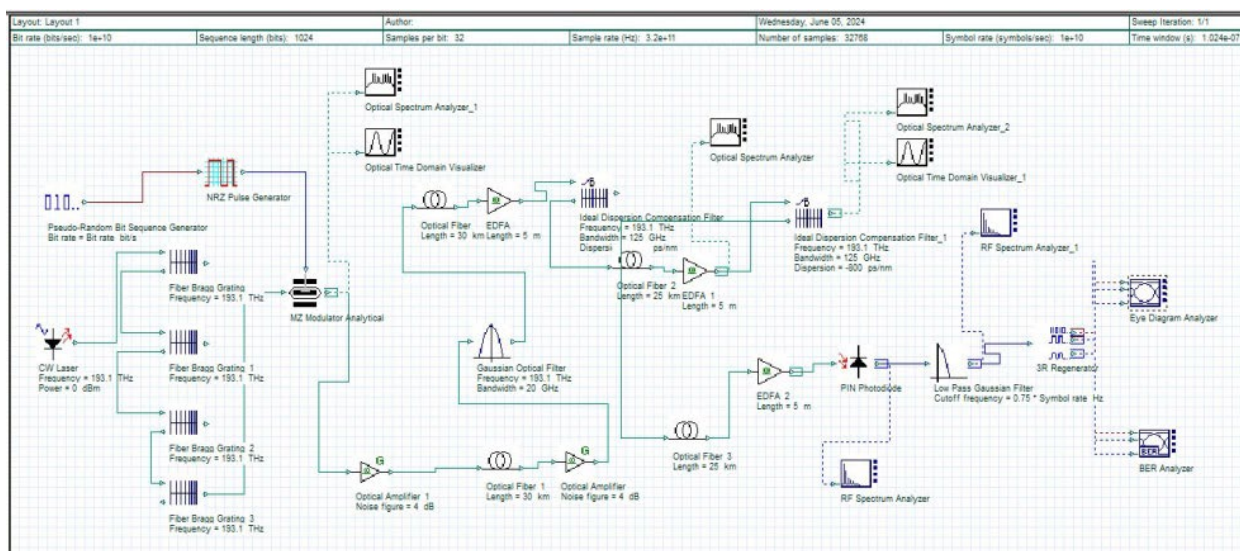 Layout: Layout 1 Author: Wednesday, June 05, 2024 Sweep Iteration: 1/1
Bit rate (bits/sec): 1e+10 Sequence length (bits): 1024 Samples per bit: 32 Sample rate (Hz): 3.2e+11 Number of samples: 32768 Symbol rate (symbols/sec): 1e+10 Time window (s): 1.024e-07
Optical Spectrum Analyzer_1
Optical Time Domain Visualizer
NRZ Pulse Generator
Pseudo-Random Bit Sequence Generator
Bit rate = Bit rate bit/s
Fiber Bragg Grating
Frequency = 193.1 THz
MZ Modulator Analytical
CW Laser
Frequency = 193.1 THz
Power = 0 dBm
Fiber Bragg Grating 1
Frequency = 193.1 THz
Fiber Bragg Grating 2
Frequency = 193.1 THz
Fiber Bragg Grating 3
Frequency = 193.1 THz
Optical Fiber
Length = 30 km
EDFA
Length = 5 m
Ideal Dispersion Compensation Filter
Frequency = 193.1 THz
Bandwidth = 125 GHz
Dispersi ps/nm
Optical Spectrum Analyzer
Optical Spectrum Analyzer_2
Optical Time Domain Visualizer_1
Ideal Dispersion Compensation Filter_1
Frequency = 193.1 THz
Bandwidth = 125 GHz
Dispersion = -800 ps/nm
RF Spectrum Analyzer_1
Optical Fiber 2
Length = 25 km
EDFA 1
Length = 5 m
Gaussian Optical Filter
Frequency = 193.1 THz
Bandwidth = 20 GHz
Eye Diagram Analyzer
3R Regenerator
PIN Photodiode
Low Pass Gaussian Filter
Cutoff frequency = 0.75 * Symbol rate Hz
EDFA 2
Length = 5 m
Optical Fiber 3
Length = 25 km
BER
BER Analyzer
RF Spectrum Analyzer
G
Optical Amplifier 1
Noise figure = 4 dB
Optical Fiber 1
Length = 30 km
G
Optical Amplifier
Noise figure = 4 dB